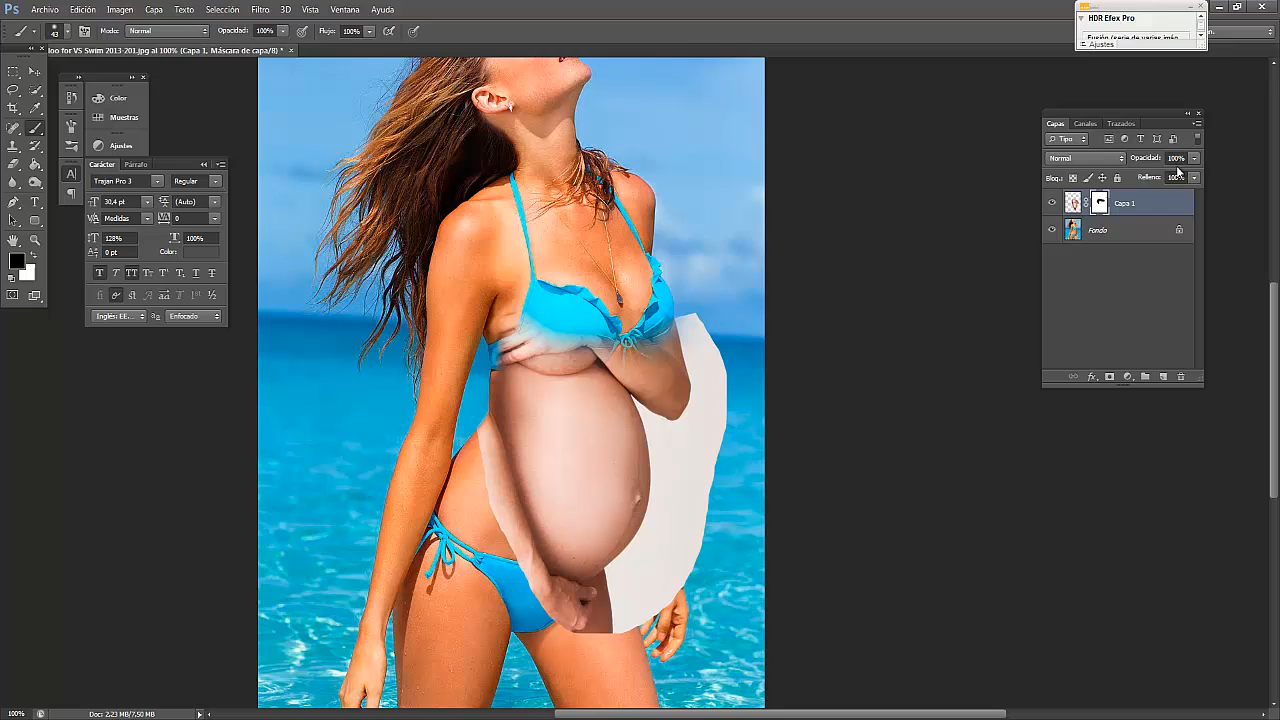 Ps Archivo Edición Imagen Capa Texto Selección Filtro 3D Vista Ventana Ayuda
HDR Efex Pro
Fusión (serie de varias imág
Ajustes
43 Modo: Normal Opacidad: 100% Flujo: 100%
loo for VS Swim 2013-201.jpg al 100% (Capa 1, Máscara de capa/8) * ×
Color
Muestras
Ajustes
Carácter Párrafo
Trajan Pro 3 Regular
30,4 pt (Auto)
Medidas 0
128% 100%
0 pt Color:
Inglés: EE... Enfocado
Capas Canales Trazados
Tipo
Normal Opacidad: 100%
Bloq.: Relleno: 100%
Capa 1
Fondo
100% Doc: 2,23 MB/7,50 MB